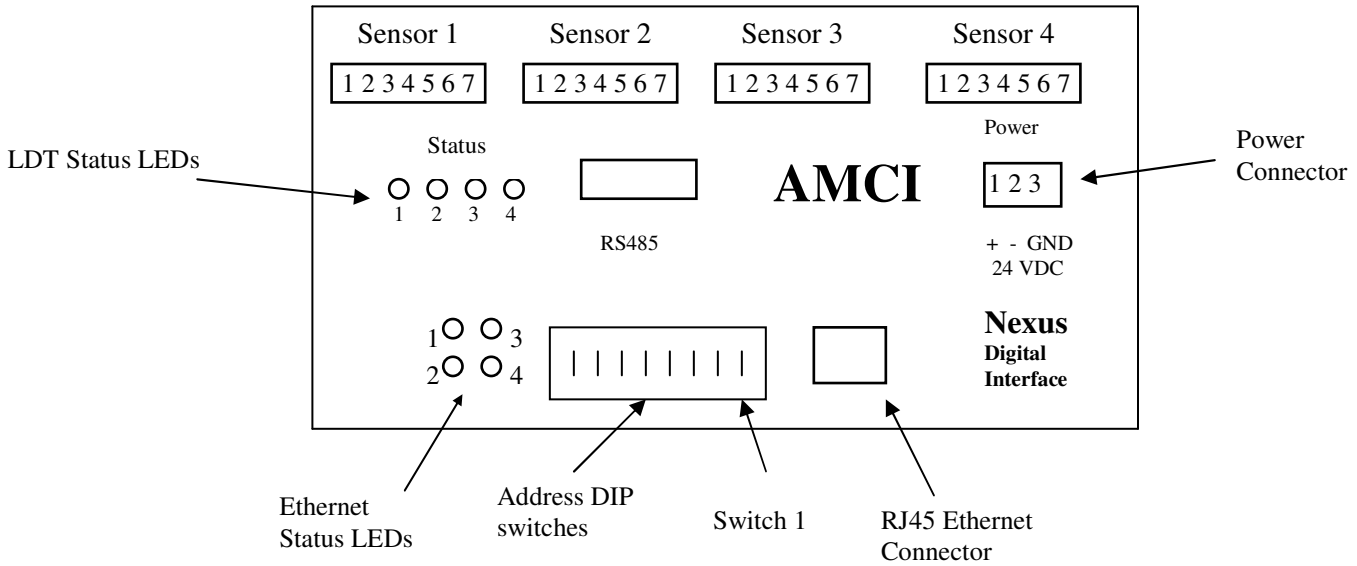 Sensor 1 Sensor 2 Sensor 3 Sensor 4
1 2 3 4 5 6 7 1 2 3 4 5 6 7 1 2 3 4 5 6 7 1 2 3 4 5 6 7
Power
LDT Status LEDs
Status
1 2 3 4
RS485
AMCI
1 2 3
+ - GND
24 VDC
Power
Connector
1 3
2 4
Nexus
Digital
Interface
Ethernet
Status LEDs
Address DIP
switches
Switch 1
RJ45 Ethernet
Connector